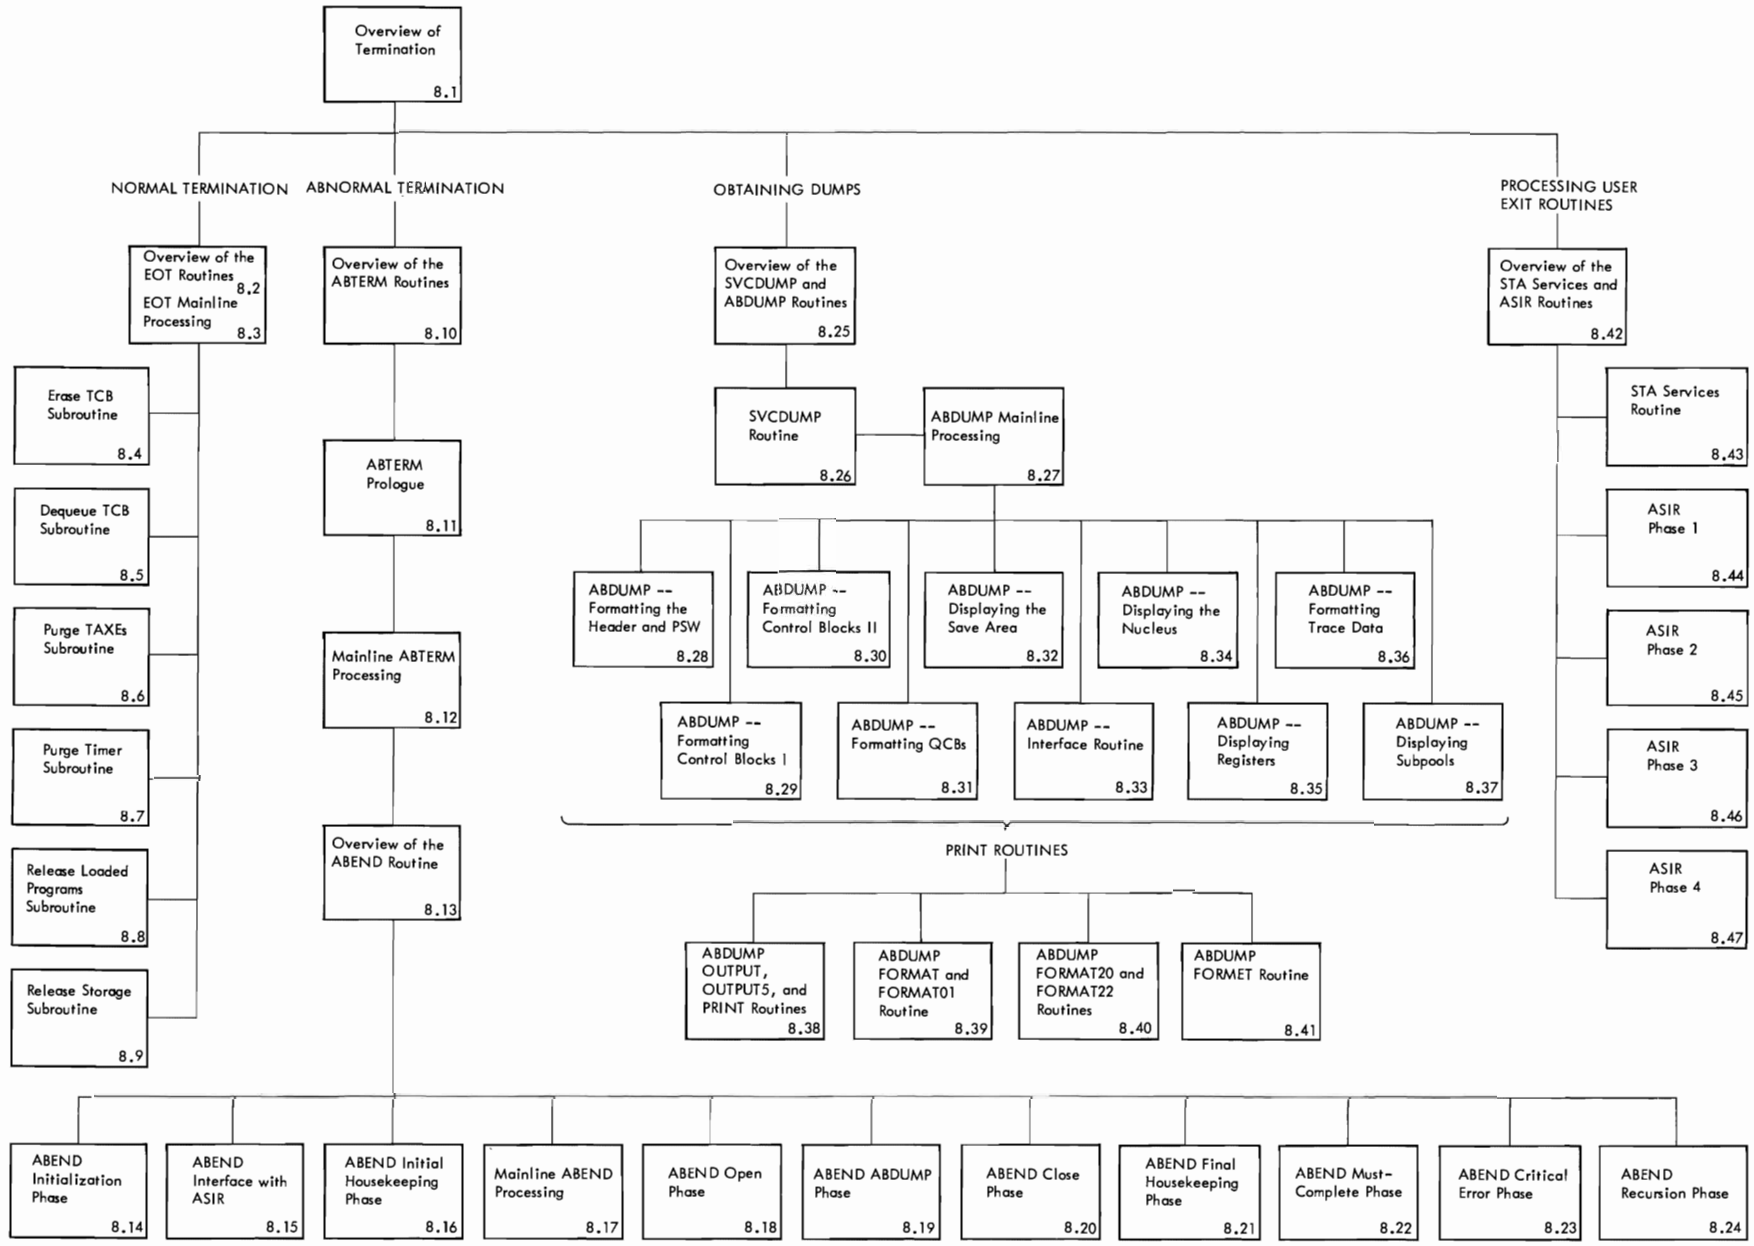 Overview of
Termination
8.1
NORMAL TERMINATION
ABNORMAL TERMINATION
OBTAINING DUMPS
PROCESSING USER
EXIT ROUTINES
Overview of the
EOT Routines
8.2
EOT Mainline
Processing
8.3
Overview of the
ABTERM Routines
8.10
Overview of the
SVCDUMP and
ABDUMP Routines
8.25
Overview of the
STA Services and
ASIR Routines
8.42
Erase TCB
Subroutine
8.4
Dequeue TCB
Subroutine
8.5
Purge TAXEs
Subroutine
8.6
Purge Timer
Subroutine
8.7
Release Loaded
Programs
Subroutine
8.8
Release Storage
Subroutine
8.9
ABTERM
Prologue
8.11
Mainline ABTERM
Processing
8.12
Overview of the
ABEND Routine
8.13
SVCDUMP
Routine
8.26
ABDUMP Mainline
Processing
8.27
ABDUMP --
Formatting the
Header and PSW
8.28
ABDUMP --
Formatting
Control Blocks II
8.30
ABDUMP --
Displaying the
Save Area
8.32
ABDUMP --
Displaying the
Nucleus
8.34
ABDUMP --
Formatting
Trace Data
8.36
ABDUMP --
Formatting
Control Blocks I
8.29
ABDUMP --
Formatting QCBs
8.31
ABDUMP --
Interface Routine
8.33
ABDUMP --
Displaying
Registers
8.35
ABDUMP --
Displaying
Subpools
8.37
PRINT ROUTINES
ABDUMP
OUTPUT,
OUTPUT5, and
PRINT Routines
8.38
ABDUMP
FORMAT and
FORMAT01
Routine
8.39
ABDUMP
FORMAT20 and
FORMAT22
Routines
8.40
ABDUMP
FORMET Routine
8.41
STA Services
Routine
8.43
ASIR
Phase 1
8.44
ASIR
Phase 2
8.45
ASIR
Phase 3
8.46
ASIR
Phase 4
8.47
ABEND
Initialization
Phase
8.14
ABEND
Interface with
ASIR
8.15
ABEND Initial
Housekeeping
Phase
8.16
Mainline ABEND
Processing
8.17
ABEND Open
Phase
8.18
ABEND ABDUMP
Phase
8.19
ABEND Close
Phase
8.20
ABEND Final
Housekeeping
Phase
8.21
ABEND Must-
Complete Phase
8.22
ABEND Critical
Error Phase
8.23
ABEND
Recursion Phase
8.24